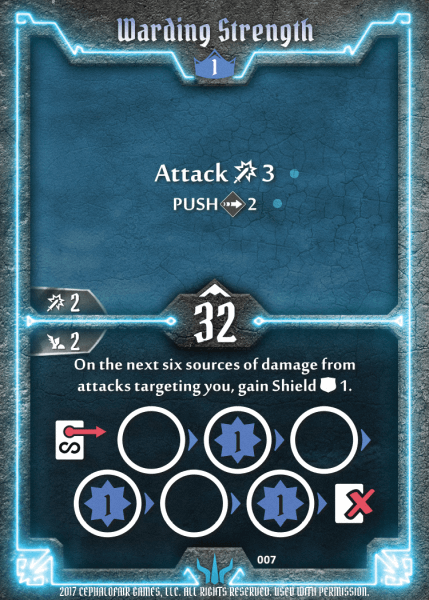 Warding Strength
1
Attack 3
PUSH 2
2
32
2
On the next six sources of damage from
attacks targeting you, gain Shield 1.
S 1
1 1
007
2017 CEPHALOFAIR GAMES, LLC. ALL RIGHTS RESERVED. USED WITH PERMISSION.